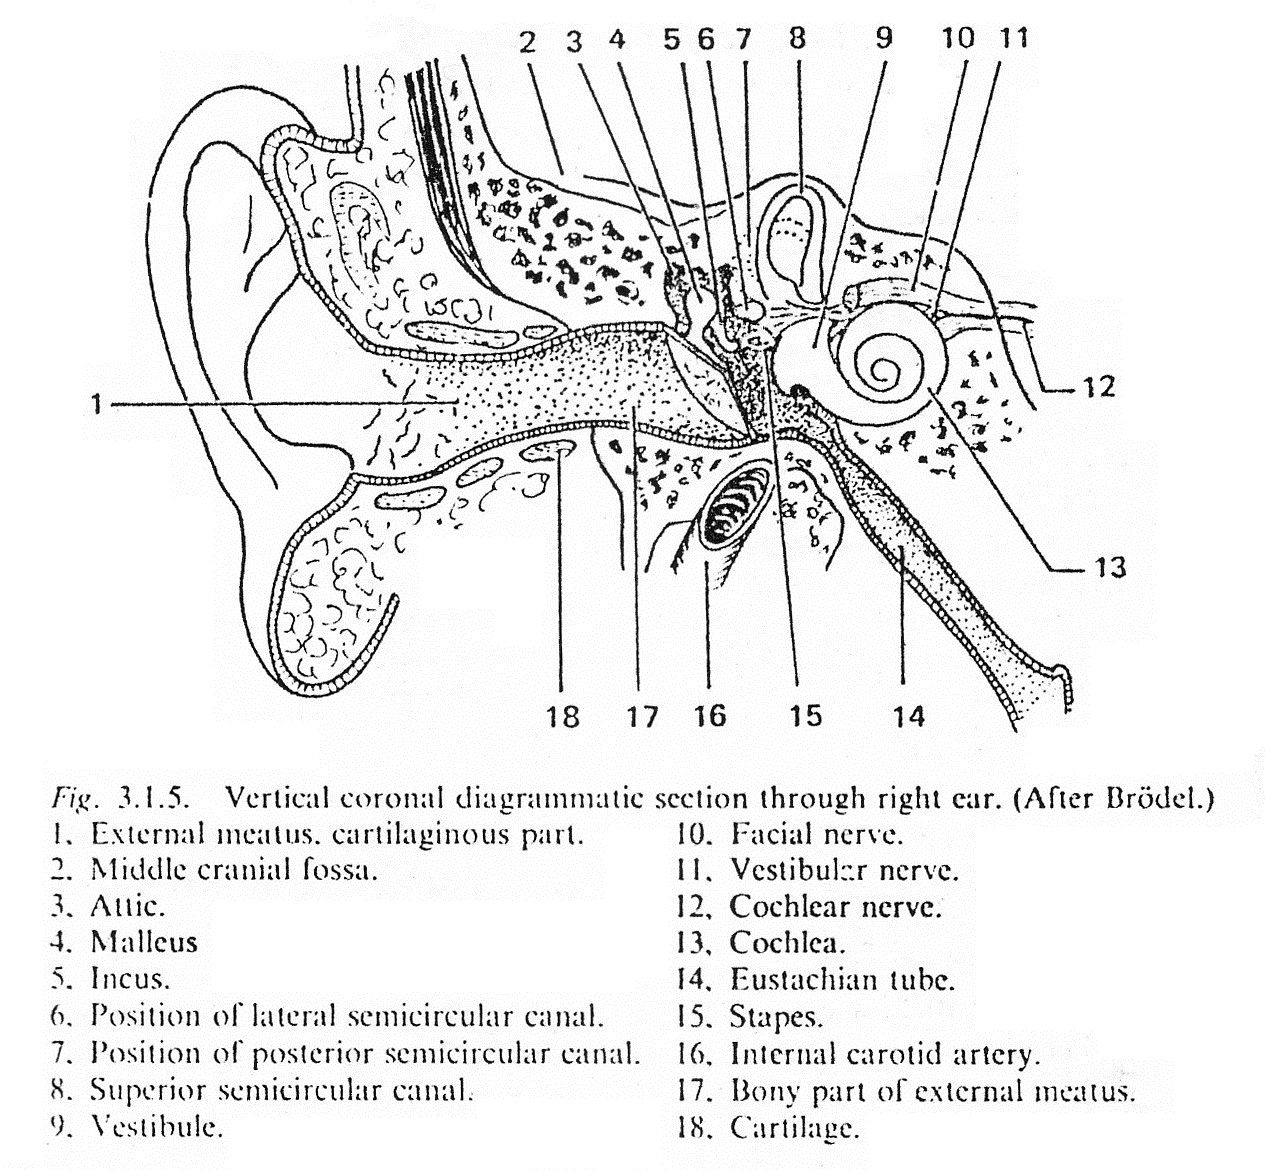 2 3 4 5 6 7 8 9 10 11
1
12
13
18 17 16 15 14
Fig. 3.1.5. Vertical coronal diagrammatic section through right ear. (After Brödel.)
1. External meatus. cartilaginous part.
2. Middle cranial fossa.
3. Attic.
4. Malleus
5. Incus.
6. Position of lateral semicircular canal.
7. Position of posterior semicircular canal.
8. Superior semicircular canal.
9. Vestibule.
10. Facial nerve.
11. Vestibular nerve.
12. Cochlear nerve.
13. Cochlea.
14. Eustachian tube.
15. Stapes.
16. Internal carotid artery.
17. Bony part of external meatus.
18. Cartilage.